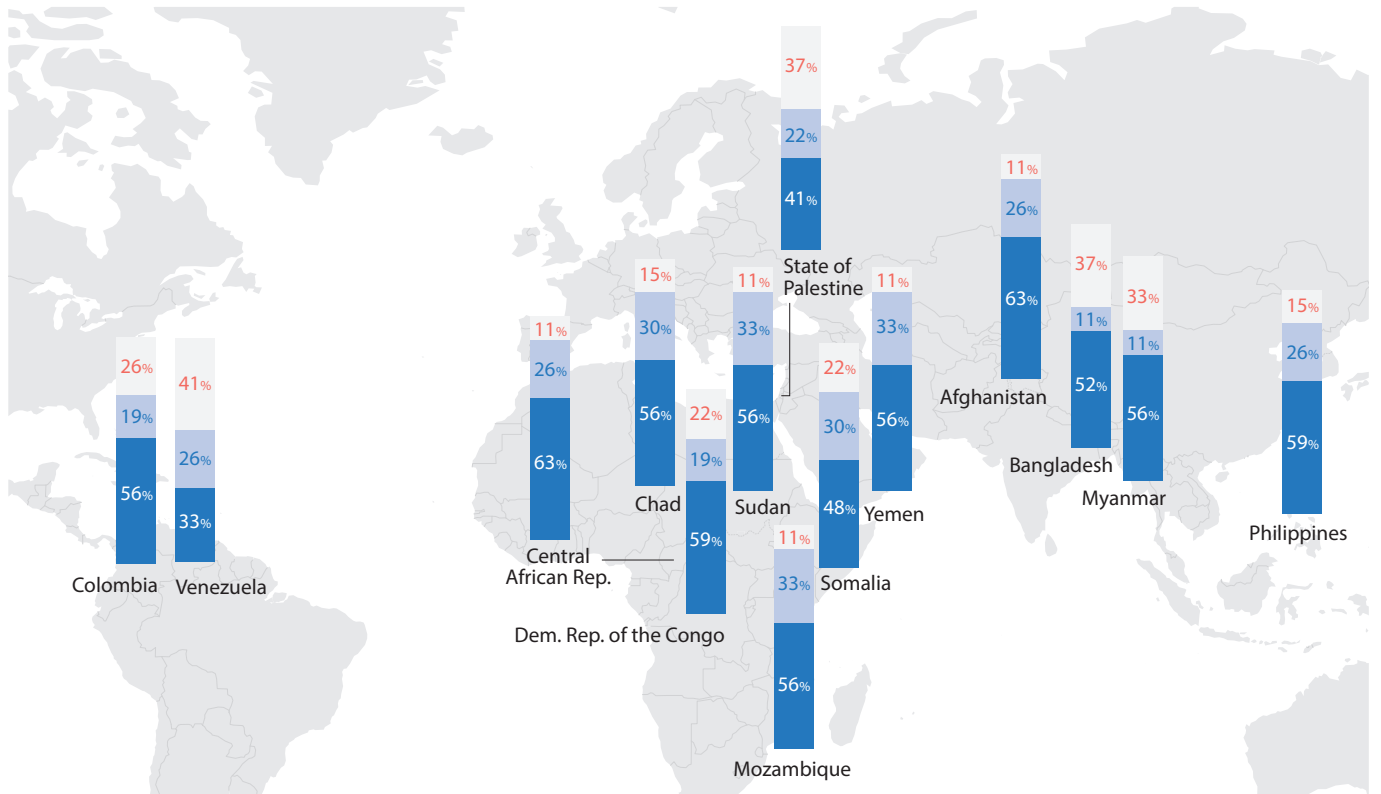 37%
22%
41%
State of
Palestine
11%
26%
63%
Afghanistan
37%
11%
52%
Bangladesh
33%
11%
56%
Myanmar
15%
26%
59%
Philippines
15%
30%
56%
Chad
11%
33%
56%
Sudan
11%
33%
56%
Yemen
11%
26%
63%
Central
African Rep.
26%
19%
56%
Colombia
41%
26%
33%
Venezuela
22%
19%
59%
Dem. Rep. of the Congo
22%
30%
48%
Somalia
11%
33%
56%
Mozambique